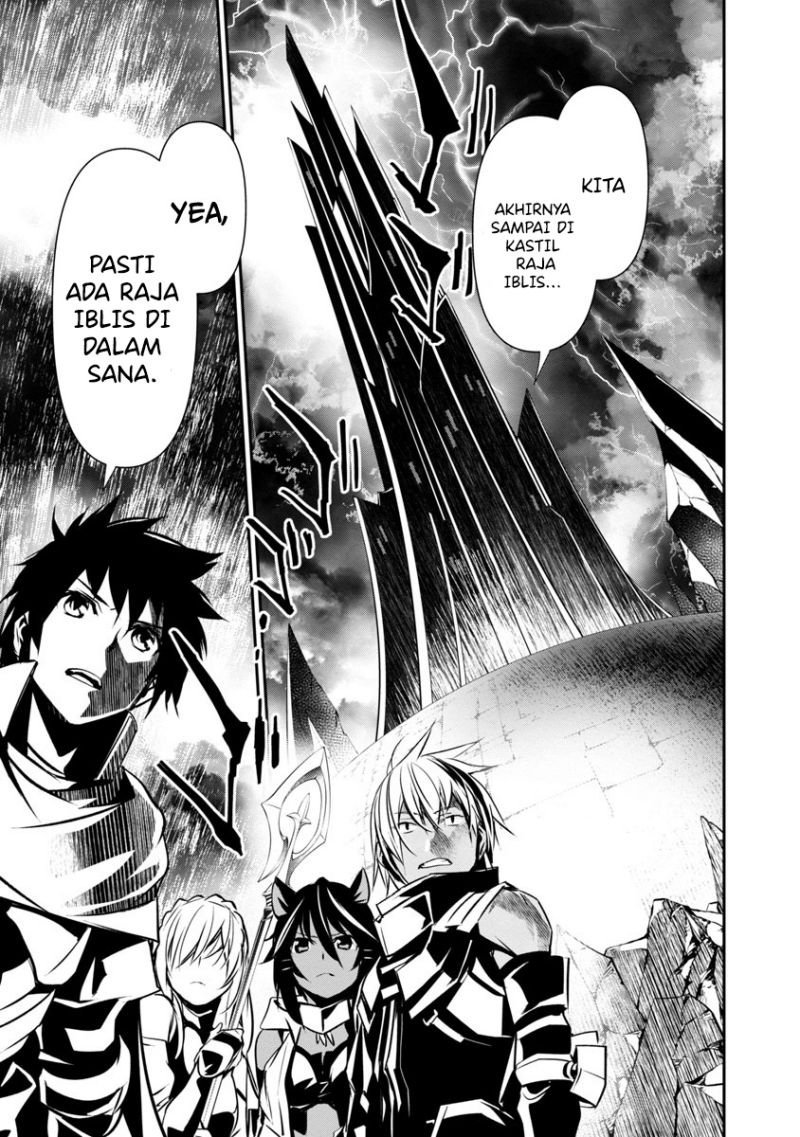 KITA
AKHIRNYA
SAMPAI DI
KASTIL
RAJA
IBLIS...
YEA,
PASTI
ADA RAJA
IBLIS DI
DALAM
SANA.